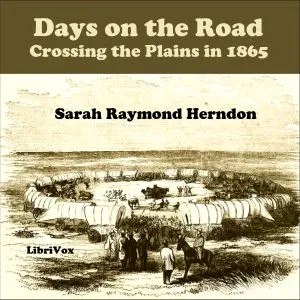 Days on the Road
Crossing the Plains in 1865
Sarah Raymond Herndon
LibriVox